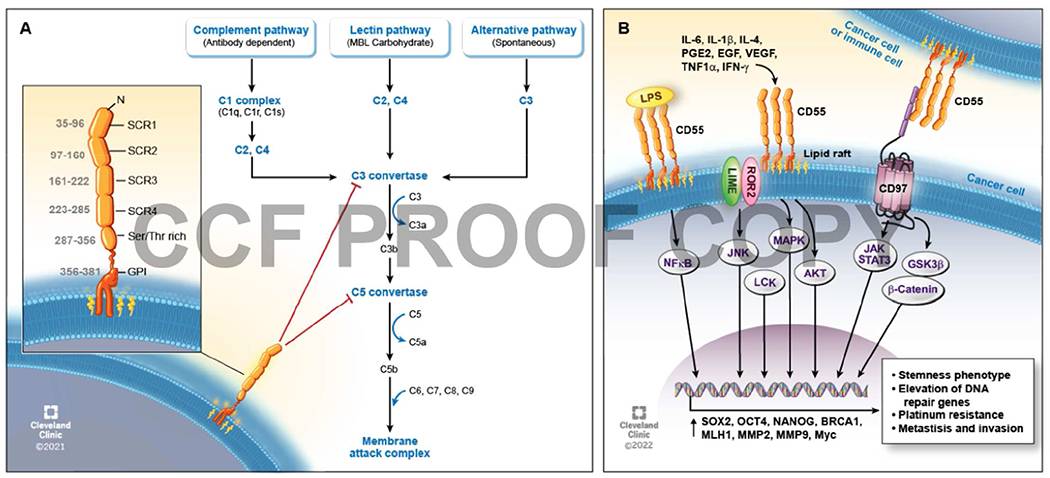 A
Complement pathway
(Antibody dependent)
Lectin pathway
(MBL Carbohydrate)
Alternative pathway
(Spontaneous)
C1 complex
(C1q, C1r, C1s)
C2, C4
C2, C4
C3
C3 convertase
C3
C3a
C3b
C5 convertase
C5
C5a
C5b
C6, C7, C8, C9
Membrane
attack complex
N
35-96
SCR1
97-160
SCR2
161-222
SCR3
223-285
SCR4
287-356
Ser/Thr rich
356-381
GPI
Cleveland
Clinic
©2021
CCF PROOF COPY
B
IL-6, IL-1β, IL-4,
PGE2, EGF, VEGF,
TNF1α, IFN-γ
Cancer cell
or immune cell
LPS
CD55
CD55
CD55
Lipid raft
LIME
ROR2
CD97
Cancer cell
NFκB
JNK
MAPK
LCK
AKT
JAK
STAT3
GSK3β
β-Catenin
SOX2, OCT4, NANOG, BRCA1,
MLH1, MMP2, MMP9, Myc
• Stemness phenotype
• Elevation of DNA
repair genes
• Platinum resistance
• Metastisis and invasion
Cleveland
Clinic
©2022